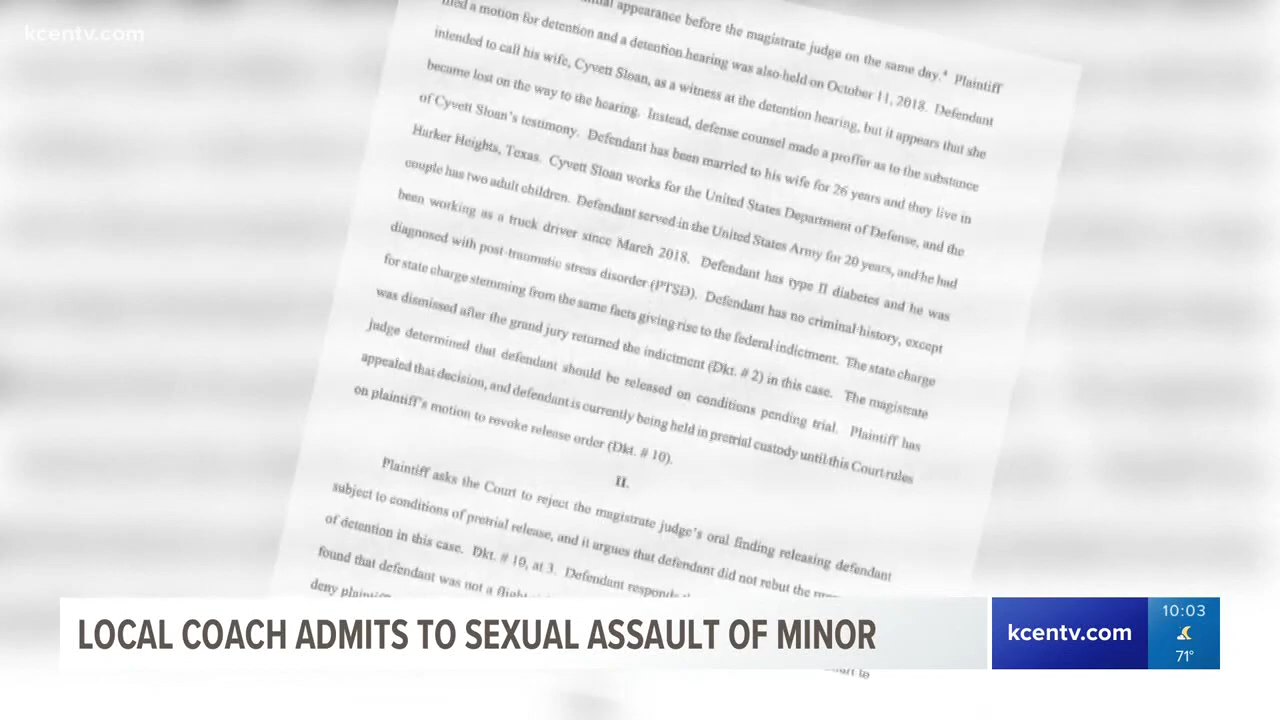 kcentv.com
appearance before the magistrate judge on the same day.⁴ Plaintiff
a motion for detention and a detention hearing was also held on October 11, 2018. Defendant
intended to call his wife, Cyvett Sloan, as a witness at the detention hearing, but it appears that she
became lost on the way to the hearing. Instead, defense counsel made a proffer as to the substance
of Cyvett Sloan's testimony. Defendant has been married to his wife for 26 years and they live in
Harker Heights, Texas. Cyvett Sloan works for the United States Department of Defense, and the
couple has two adult children. Defendant served in the United States Army for 20 years, and he had
been working as a truck driver since March 2018. Defendant has type II diabetes and he was
diagnosed with post-traumatic stress disorder (PTSD). Defendant has no criminal history, except
for state charge stemming from the same facts giving rise to the federal indictment. The state charge
was dismissed after the grand jury returned the indictment (Dkt. # 2) in this case. The magistrate
judge determined that defendant should be released on conditions pending trial. Plaintiff has
appealed that decision, and defendant is currently being held in pretrial custody until this Court rules
on plaintiff's motion to revoke release order (Dkt. # 10).
II.
Plaintiff asks the Court to reject the magistrate judge's oral finding releasing defendant
subject to conditions of pretrial release, and it argues that defendant did not rebut the
of detention in this case. Dkt. # 10, at 3. Defendant responds
found that defendant was not a flight
deny
to
LOCAL COACH ADMITS TO SEXUAL ASSAULT OF MINOR
kcentv.com
10:03
71°